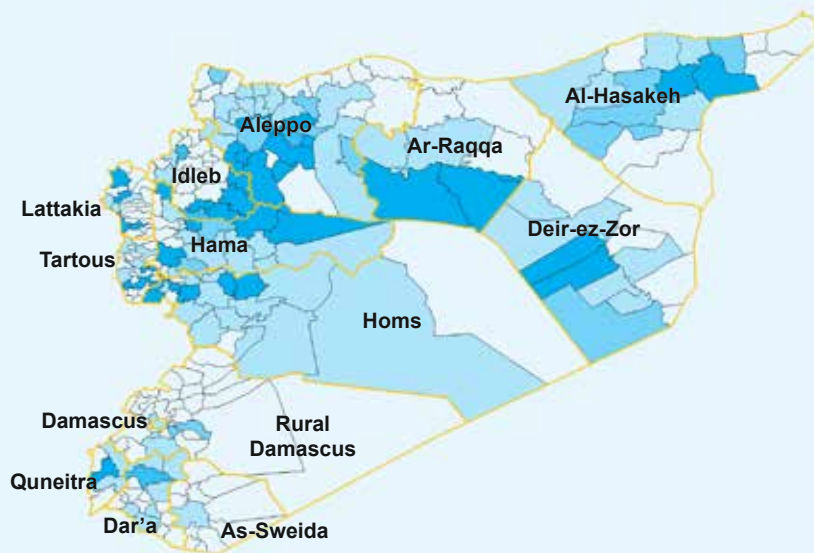 Al-Hasakeh
Aleppo
Ar-Raqqa
Idleb
Lattakia
Deir-ez-Zor
Hama
Tartous
Homs
Damascus
Rural
Damascus
Quneitra
Dar’a
As-Sweida